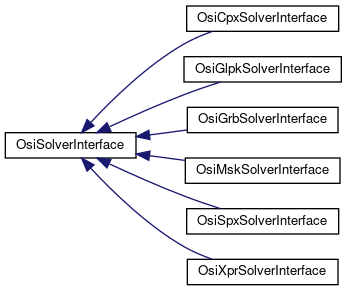 OsiCpxSolverInterface
OsiGlpkSolverInterface
OsiGrbSolverInterface
OsiSolverInterface
OsiMskSolverInterface
OsiSpxSolverInterface
OsiXprSolverInterface